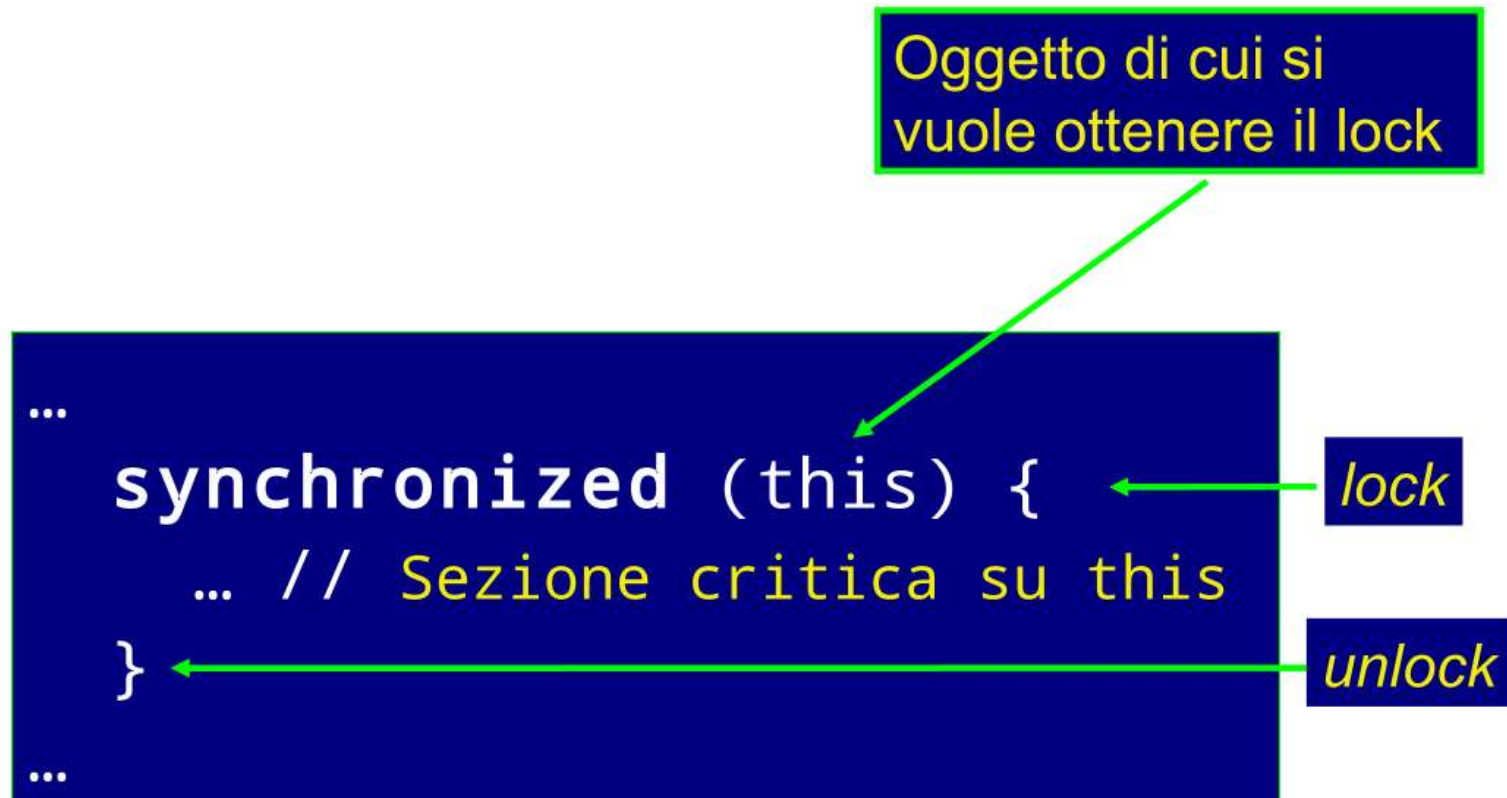 Oggetto di cui si
vuole ottenere il lock
…
synchronized (this) {
lock
… // Sezione critica su this
}
unlock
…